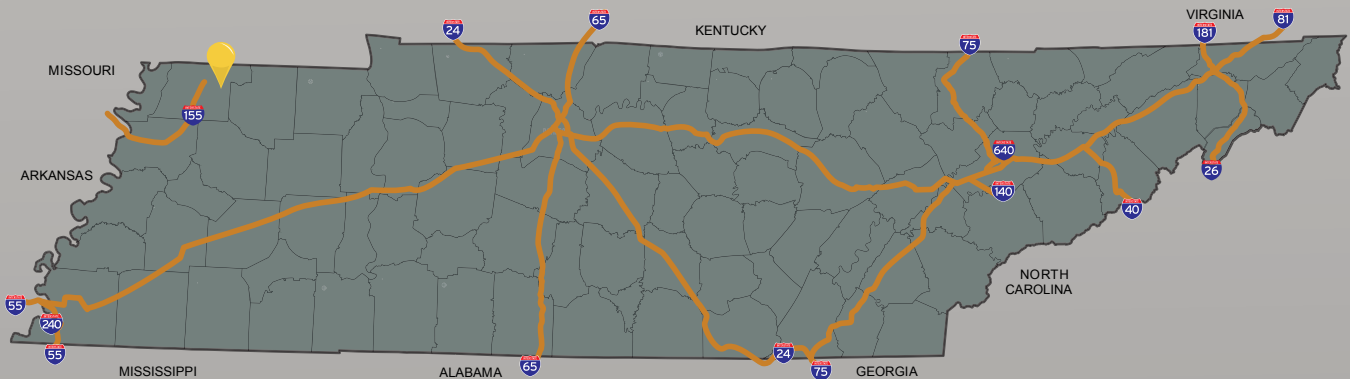 VIRGINIA
81
65
24
KENTUCKY
181
75
MISSOURI
155
640
ARKANSAS
26
140
40
NORTH
CAROLINA
55
240
55
24
65
75
MISSISSIPPI
ALABAMA
GEORGIA